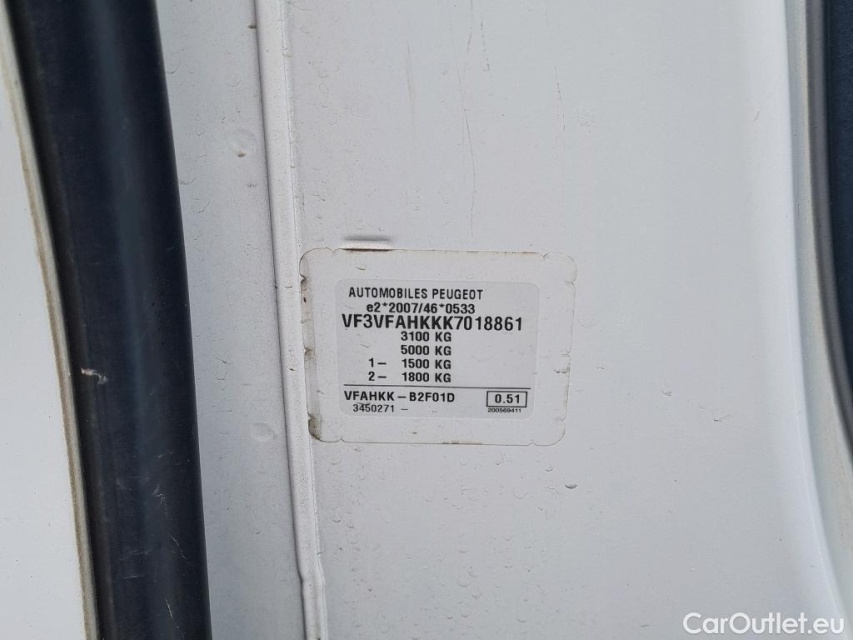 AUTOMOBILES PEUGEOT
e2*2007/46*0533
VF3VFAHKKK7018861
3100 KG
5000 KG
1 - 1500 KG
2 - 1800 KG
VFAHKK - B2F01D 0.51
3450271 - 200569411
CarOutlet.eu